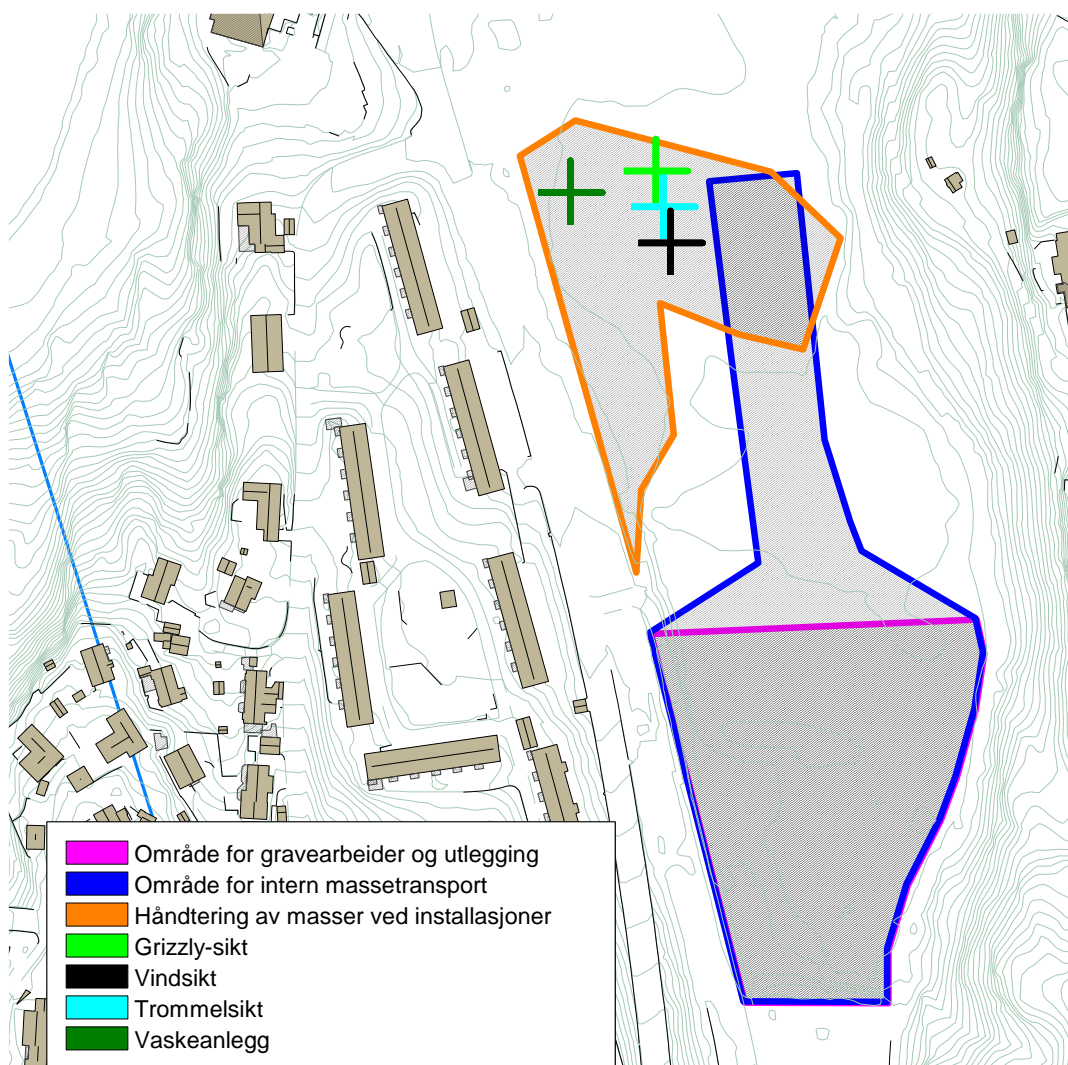 Område for gravearbeider og utlegging
Område for intern massetransport
Håndtering av masser ved installasjoner
Grizzly-sikt
Vindsikt
Trommelsikt
Vaskeanlegg